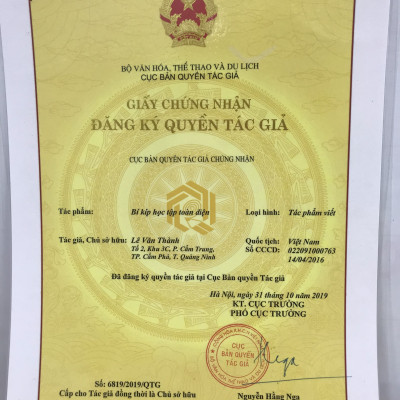 BỘ VĂN HÓA, THỂ THAO VÀ DU LỊCH
CỤC BẢN QUYỀN TÁC GIẢ
GIẤY CHỨNG NHẬN
ĐĂNG KÝ QUYỀN TÁC GIẢ
CỤC BẢN QUYỀN TÁC GIẢ CHỨNG NHẬN
Tác phẩm: Bí kíp học tập toàn diện Loại hình: Tác phẩm viết
Tác giả, Chủ sở hữu: Lê Văn Thành Quốc tịch: Việt Nam
Tổ 2, Khu 3C, P. Cẩm Trung, Số CCCD: 022091000763
TP. Cẩm Phả, T. Quảng Ninh 14/04/2016
Đã đăng ký quyền tác giả tại Cục Bản quyền Tác giả
Hà Nội, ngày 31 tháng 10 năm 2019
KT. CỤC TRƯỞNG
PHÓ CỤC TRƯỞNG
CỤC
BẢN QUYỀN
TÁC GIẢ
Số: 6819/2019/QTG
Cấp cho Tác giả đồng thời là Chủ sở hữu
Nguyễn Hằng Nga